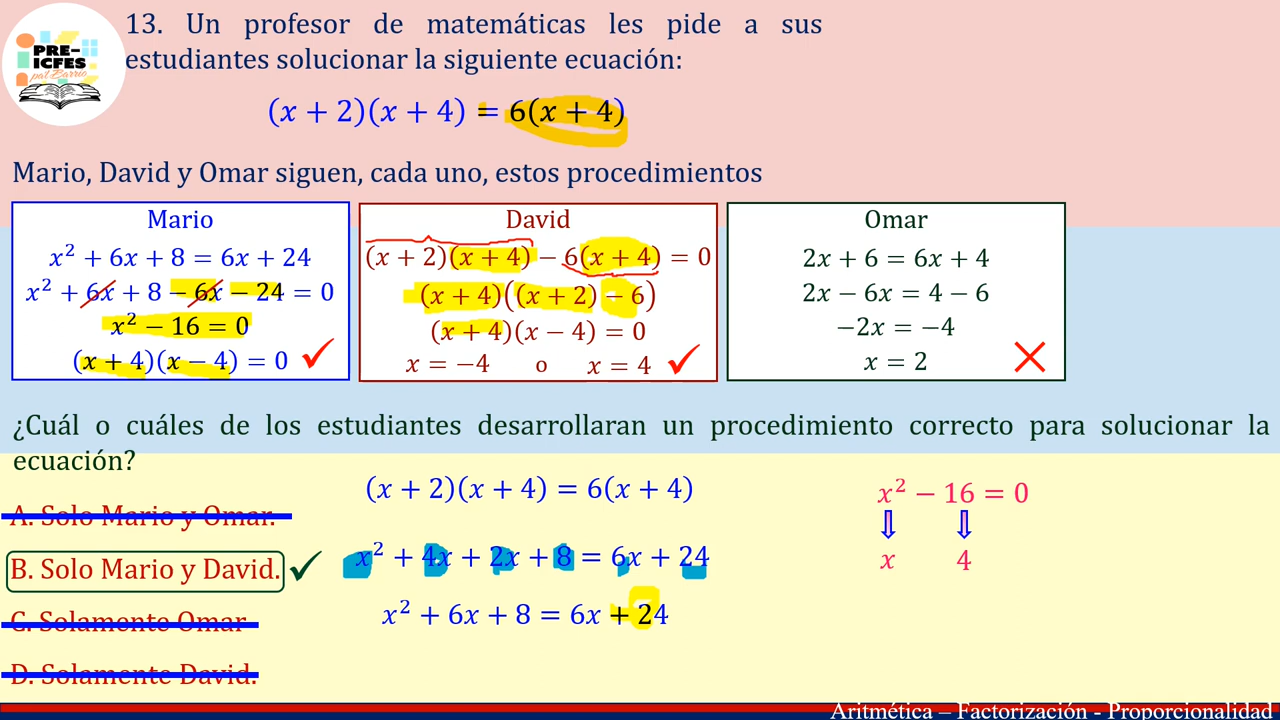 PRE-
ICFES
pal Barrio
13. Un profesor de matemáticas les pide a sus
estudiantes solucionar la siguiente ecuación:
(x + 2)(x + 4) = 6(x + 4)
Mario, David y Omar siguen, cada uno, estos procedimientos
Mario
x² + 6x + 8 = 6x + 24
x² + 6x + 8 − 6x − 24 = 0
x² − 16 = 0
(x + 4)(x − 4) = 0
David
(x + 2)(x + 4) − 6(x + 4) = 0
(x + 4)((x + 2) − 6)
(x + 4)(x − 4) = 0
x = −4 o x = 4
Omar
2x + 6 = 6x + 4
2x − 6x = 4 − 6
−2x = −4
x = 2
¿Cuál o cuáles de los estudiantes desarrollaran un procedimiento correcto para solucionar la
ecuación?
A. Solo Mario y Omar.
B. Solo Mario y David.
C. Solamente Omar
D. Solamente David.
(x + 2)(x + 4) = 6(x + 4)
x² + 4x + 2x + 8 = 6x + 24
x² + 6x + 8 = 6x + 24
x² − 16 = 0
x 4
Aritmética – Factorización - Proporcionalidad